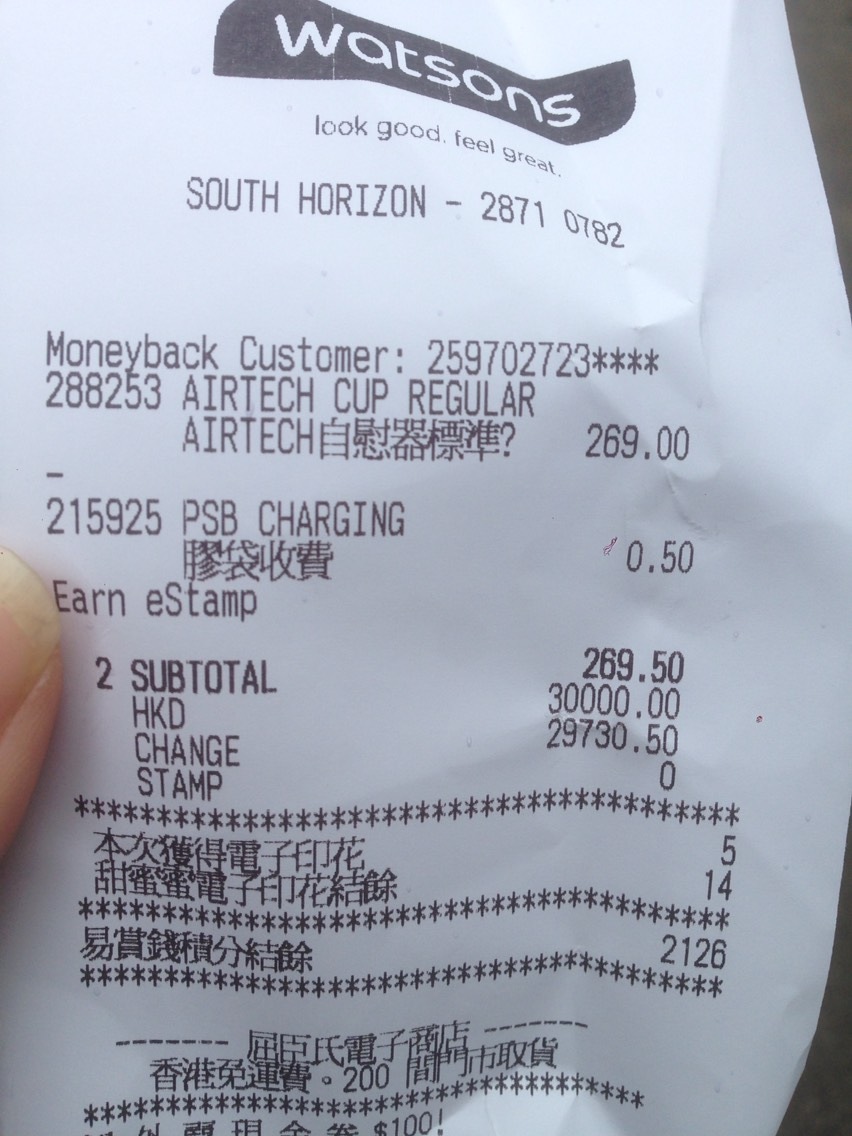 watsons
look good. feel great.
SOUTH HORIZON - 2871 0782
Moneyback Customer: 259702723****
288253 AIRTECH CUP REGULAR
AIRTECH自慰器標準? 269.00
-
215925 PSB CHARGING
膠袋收費 0.50
Earn eStamp
2 SUBTOTAL 269.50
HKD 30000.00
CHANGE 29730.50
STAMP 0
****************************************
本次獲得電子印花 5
甜蜜蜜電子印花結餘 14
****************************************
易賞錢積分結餘 2126
****************************************
-------- 屈臣氏電子商店 --------
香港免運費。200 間門市取貨
****************************************
現金券 $100!